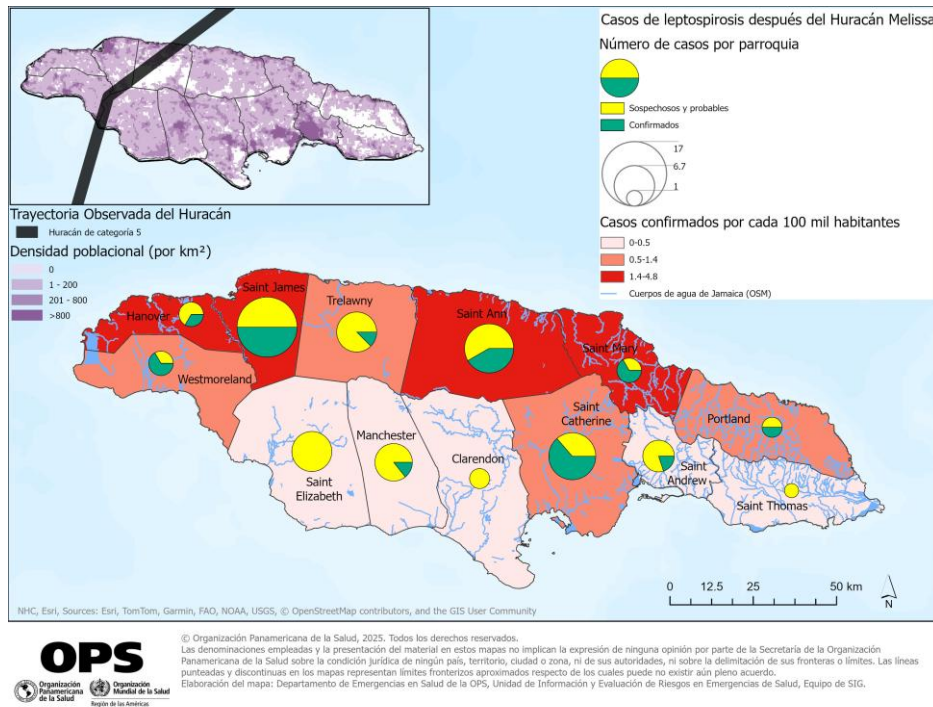 Casos de leptospirosis después del Huracán Melissa
Número de casos por parroquia
Sospechosos y probables
Confirmados
17
6.7
1
Casos confirmados por cada 100 mil habitantes
0-0.5
0.5-1.4
1.4-4.8
Cuerpos de agua de Jamaica (OSM)
Trayectoria Observada del Huracán
Huracán de categoría 5
Densidad poblacional (por km²)
0
1 - 200
201 - 800
>800
Saint James
Trelawny
Hanover
Saint Ann
Saint Mary
Westmoreland
Saint
Catherine
Portland
Manchester
Clarendon
Saint
Elizabeth
Saint
Andrew
Saint Thomas
0 12.5 25 50 km
N
NHC, Esri, Sources: Esri, TomTom, Garmin, FAO, NOAA, USGS, © OpenStreetMap contributors, and the GIS User Community
OPS
Organización
Panamericana
de la Salud
Organización
Mundial de la Salud
Región de las Américas
© Organización Panamericana de la Salud, 2025. Todos los derechos reservados.
Las denominaciones empleadas y la presentación del material en estos mapas no implican la expresión de ninguna opinión por parte de la Secretaría de la Organización
Panamericana de la Salud sobre la condición jurídica de ningún país, territorio, ciudad o zona, ni de sus autoridades, ni sobre la delimitación de sus fronteras o límites. Las líneas
punteadas y discontinuas en los mapas representan límites fronterizos aproximados respecto de los cuales puede no existir aún pleno acuerdo.
Elaboración del mapa: Departamento de Emergencias en Salud de la OPS, Unidad de Información y Evaluación de Riesgos en Emergencias de Salud, Equipo de SIG.